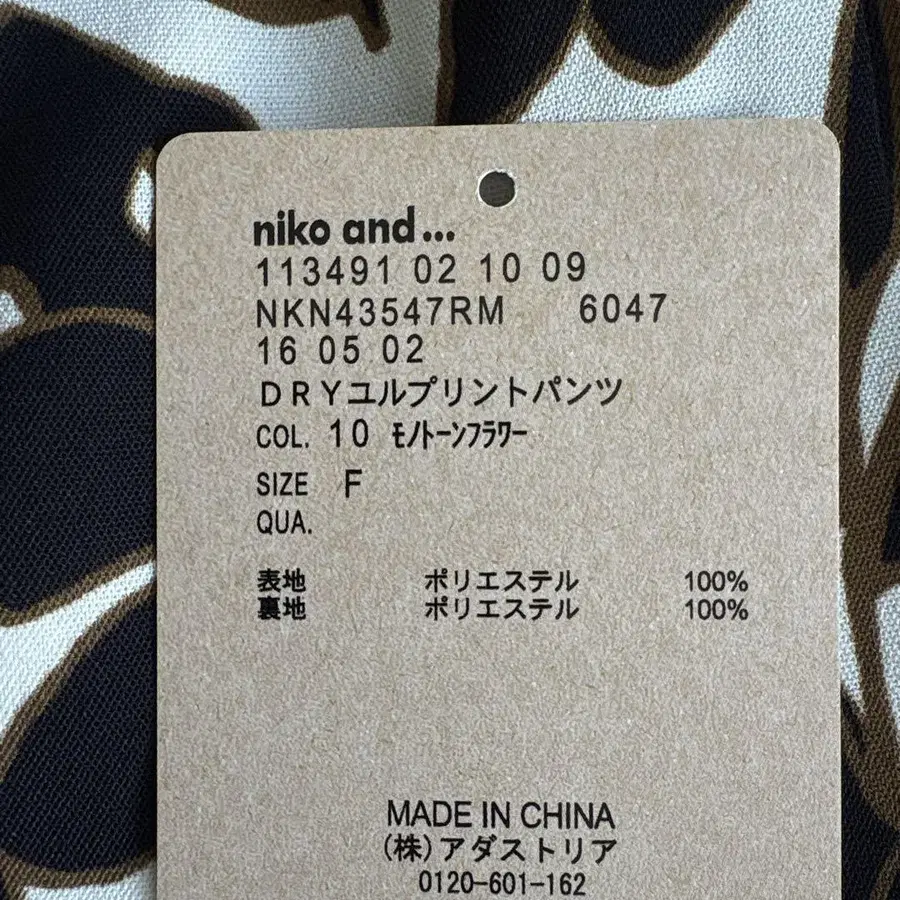 niko and...
113491 02 10 09
NKN43547RM 6047
16 05 02
ＤＲＹユルプリントパンツ
COL. 10 ﾓﾉﾄｰﾝﾌﾗﾜｰ
SIZE F
QUA.
表地 ポリエステル 100%
裏地 ポリエステル 100%
MADE IN CHINA
(株)アダストリア
0120-601-162